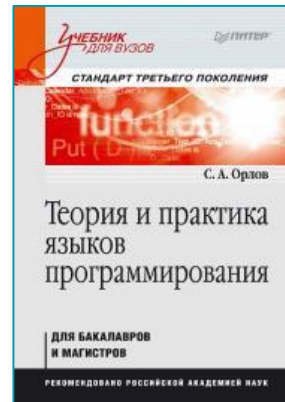 УЧЕБНИК
ДЛЯ ВУЗОВ
ПИТЕР
СТАНДАРТ ТРЕТЬЕГО ПОКОЛЕНИЯ
function
Put ( D
С. А. Орлов
Теория и практика
языков
программирования
ДЛЯ БАКАЛАВРОВ
И МАГИСТРОВ
РЕКОМЕНДОВАНО РОССИЙСКОЙ АКАДЕМИЕЙ НАУК